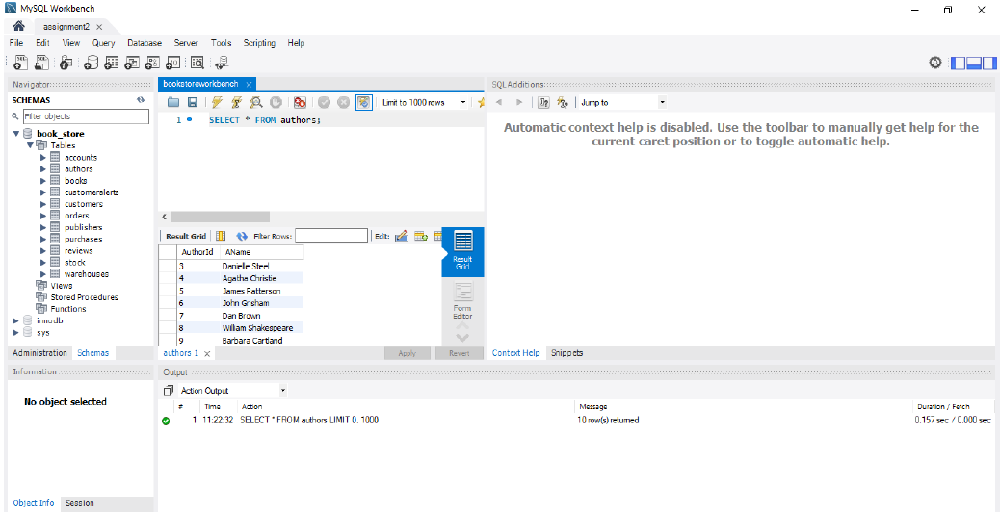 MySQL Workbench
assignment2
File Edit View Query Database Server Tools Scripting Help
Navigator
SCHEMAS
Filter objects
book_store
Tables
accounts
authors
books
customeralerts
customers
orders
publishers
purchases
reviews
stock
warehouses
Views
Stored Procedures
Functions
innodb
sys
Administration Schemas
Information
No object selected
Object Info Session
bookstoreworkbench
Limit to 1000 rows
1 SELECT * FROM authors;
Result Grid Filter Rows: Edit:
AuthorId AName
3 Danielle Steel
4 Agatha Christie
5 James Patterson
6 John Grisham
7 Dan Brown
8 William Shakespeare
9 Barbara Cartland
Result
Grid
Form
Editor
authors 1 Apply Revert
SQLAdditions
Jump to
Automatic context help is disabled. Use the toolbar to manually get help for the
current caret position or to toggle automatic help.
Context Help Snippets
Output
Action Output
# Time Action Message Duration / Fetch
1 11:22:32 SELECT * FROM authors LIMIT 0, 1000 10 row(s) returned 0.157 sec / 0.000 sec